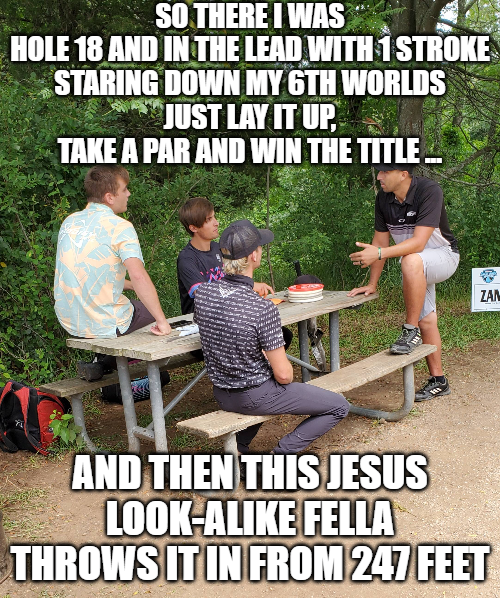 SO THERE I WAS
HOLE 18 AND IN THE LEAD WITH 1 STROKE
STARING DOWN MY 6TH WORLDS
JUST LAY IT UP,
TAKE A PAR AND WIN THE TITLE ...
ZAN
AND THEN THIS JESUS
LOOK-ALIKE FELLA
THROWS IT IN FROM 247 FEET